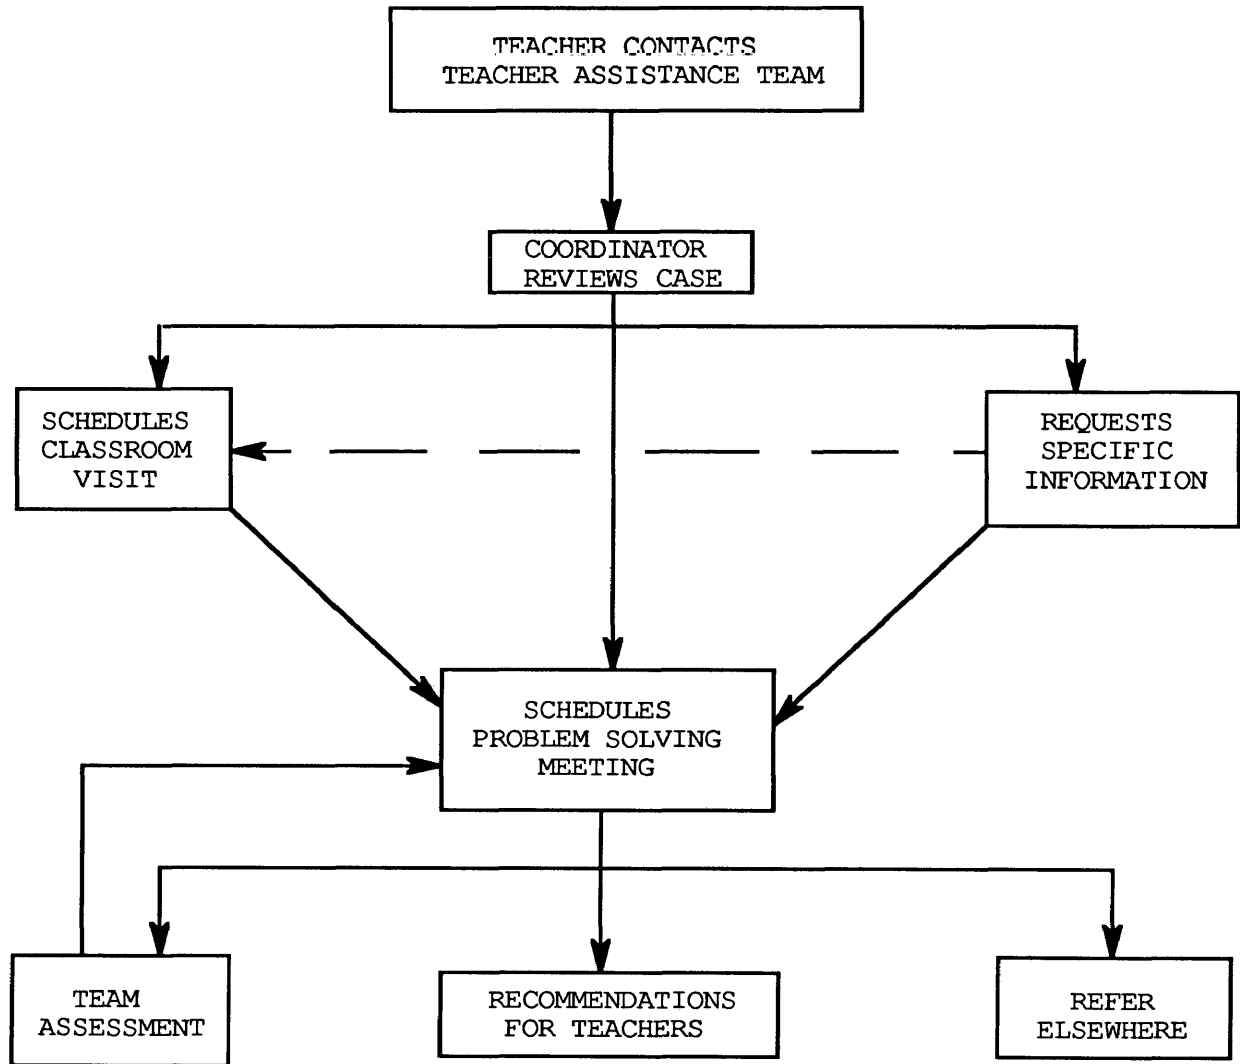 TEACHER CONTACTS
TEACHER ASSISTANCE TEAM
COORDINATOR
REVIEWS CASE
SCHEDULES
CLASSROOM
VISIT
REQUESTS
SPECIFIC
INFORMATION
SCHEDULES
PROBLEM SOLVING
MEETING
TEAM
ASSESSMENT
RECOMMENDATIONS
FOR TEACHERS
REFER
ELSEWHERE